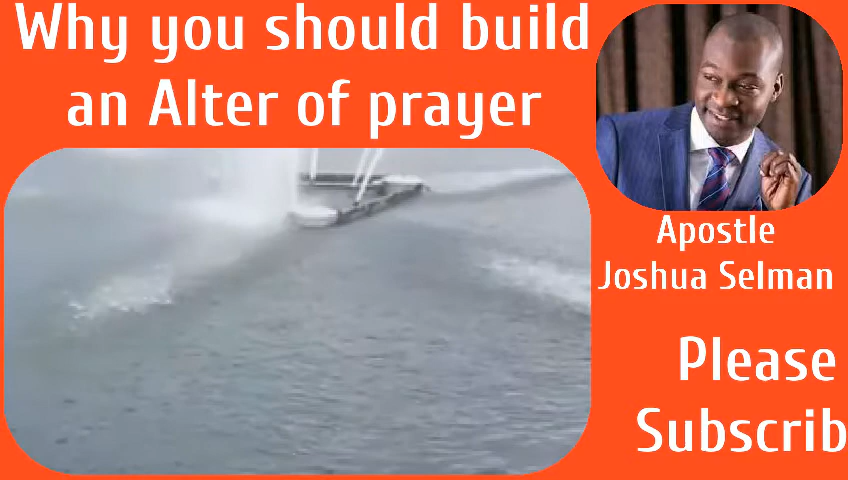 Why you should build
an Alter of prayer
Apostle
Joshua Selman
Please
Subscrib